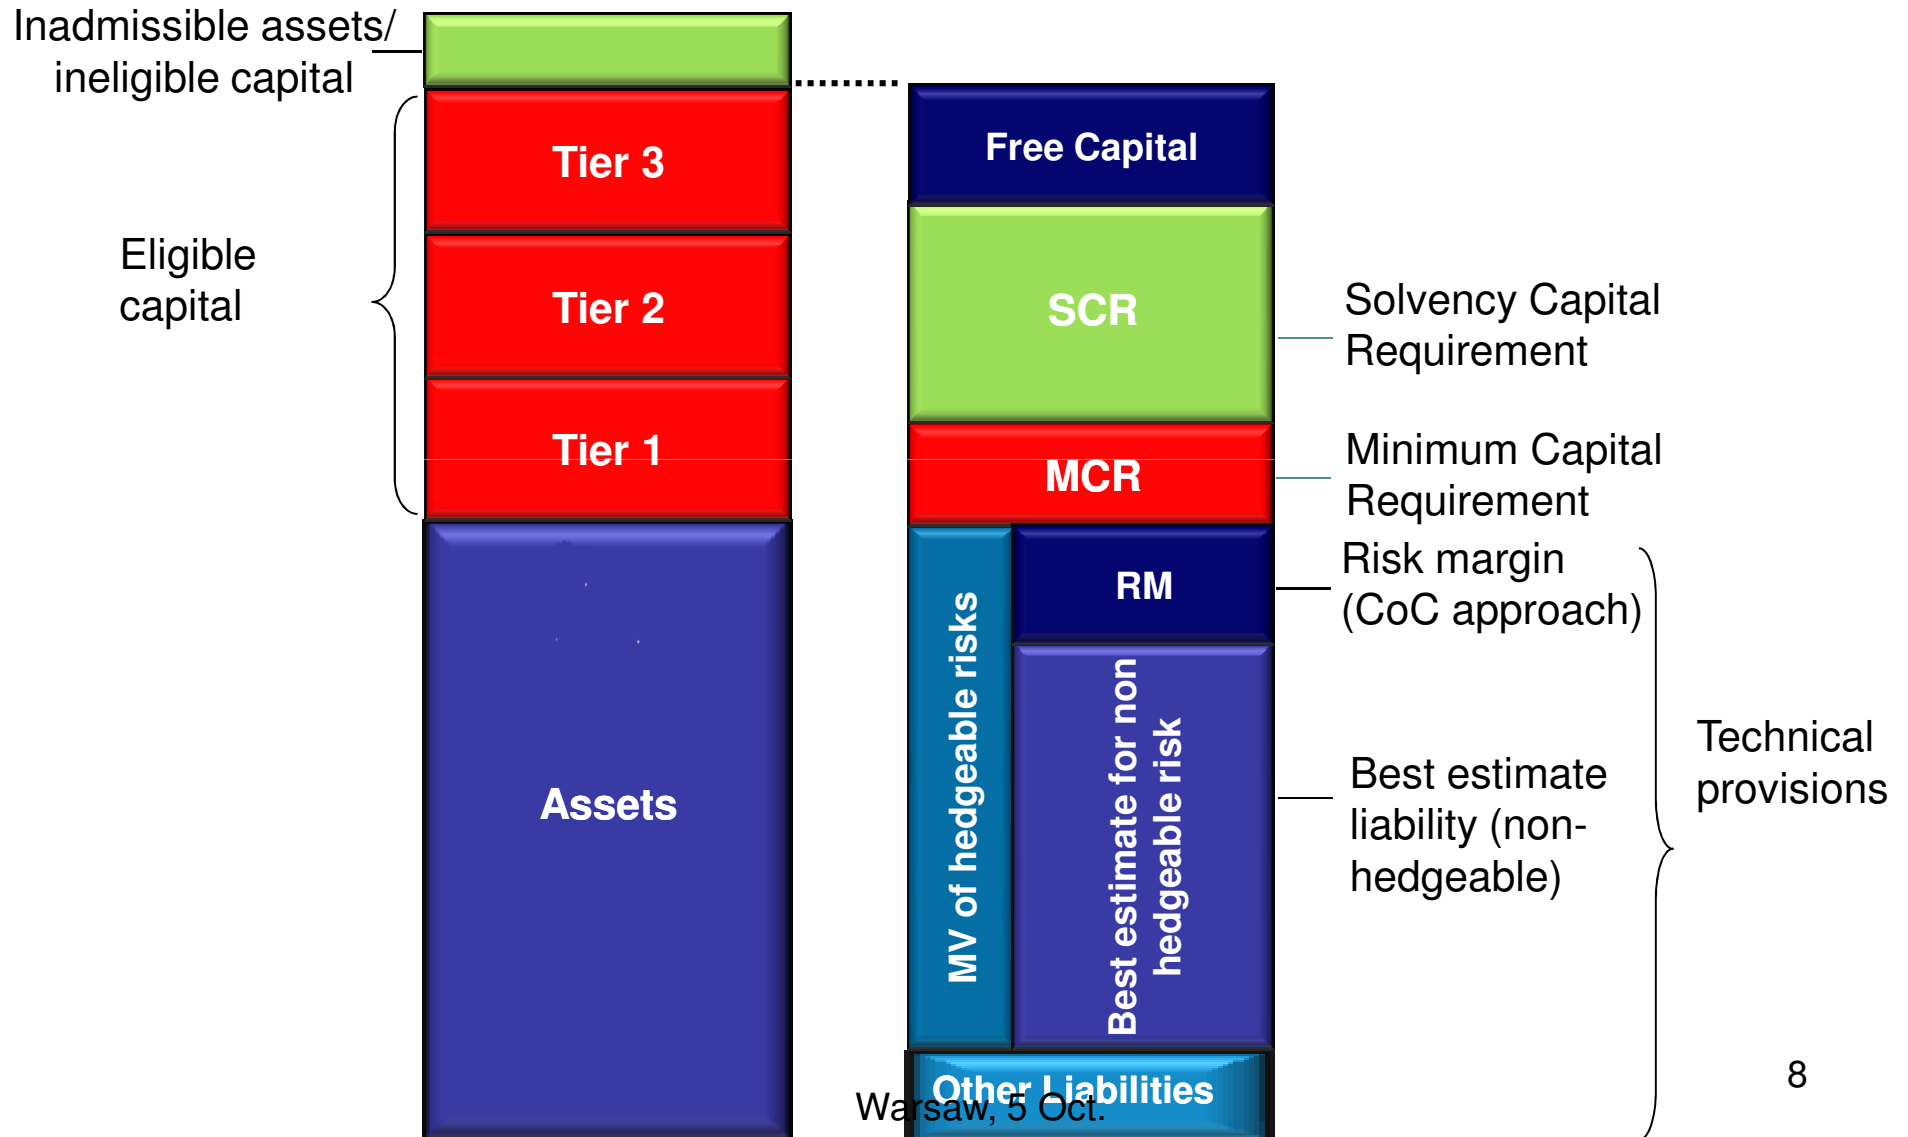 Inadmissible assets/
ineligible capital
Tier 3
Eligible
capital
Tier 2
Tier 1
Assets
Free Capital
SCR
Solvency Capital
Requirement
MCR
Minimum Capital
Requirement
RM
Risk margin
(CoC approach)
MV of hedgeable risks
Best estimate for non
hedgeable risk
Best estimate
liability (non-
hedgeable)
Technical
provisions
Other Liabilities
Warsaw, 5 Oct.
8